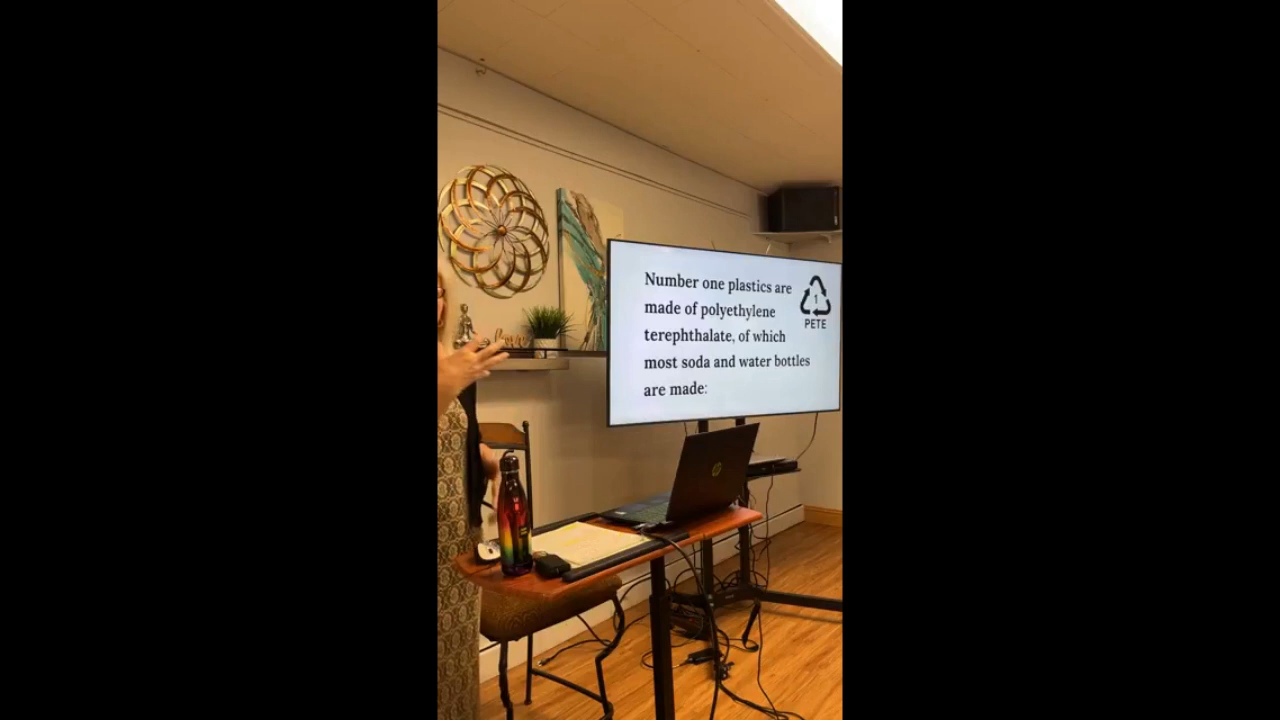 Number one plastics are
made of polyethylene
terephthalate, of which
most soda and water bottles
are made:
1
PETE
hp